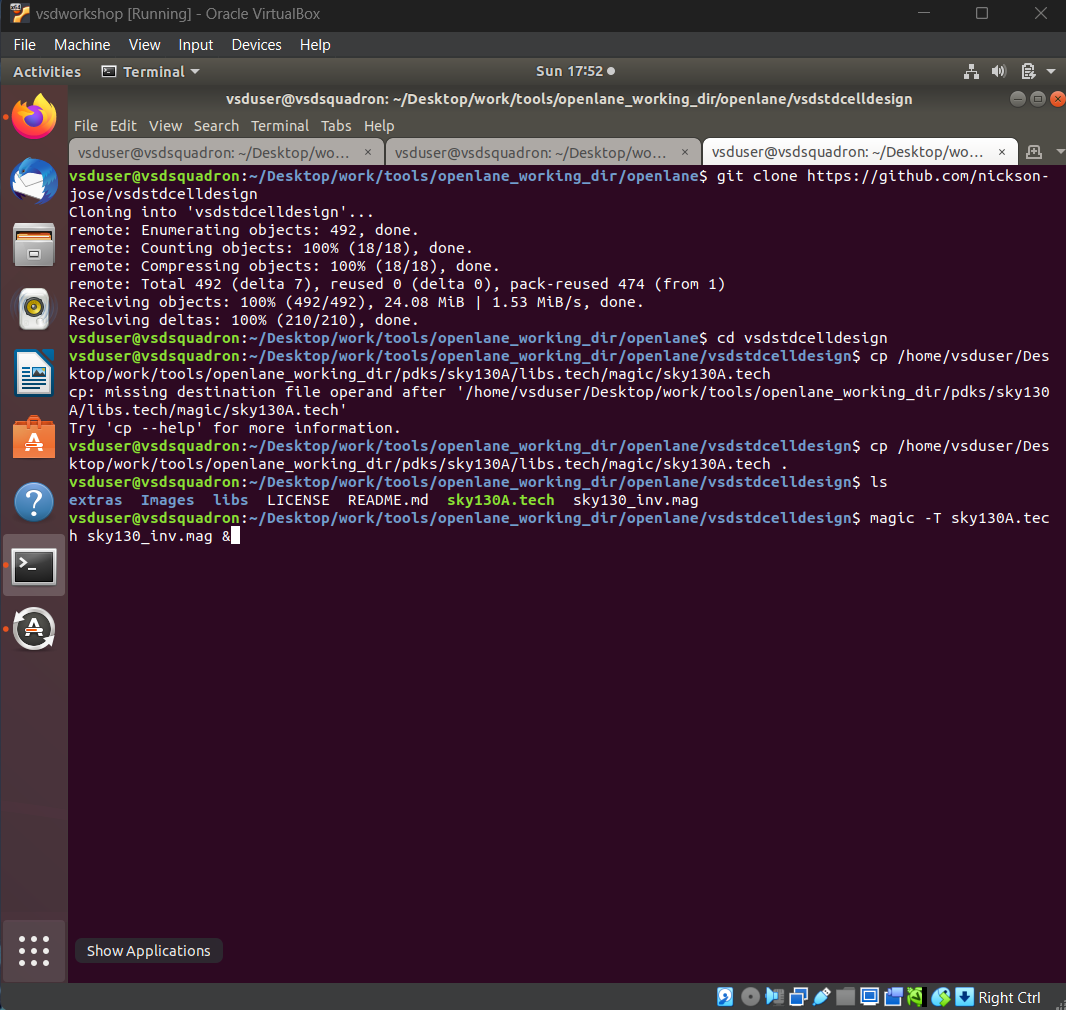 vsdworkshop [Running] - Oracle VirtualBox
File Machine View Input Devices Help
Activities Terminal Sun 17:52
vsduser@vsdsquadron: ~/Desktop/work/tools/openlane_working_dir/openlane/vsdstdcelldesign
File Edit View Search Terminal Tabs Help
vsduser@vsdsquadron: ~/Desktop/wo... × vsduser@vsdsquadron: ~/Desktop/wo... × vsduser@vsdsquadron: ~/Desktop/wo... ×
vsduser@vsdsquadron:~/Desktop/work/tools/openlane_working_dir/openlane$ git clone https://github.com/nickson-
jose/vsdstdcelldesign
Cloning into 'vsdstdcelldesign'...
remote: Enumerating objects: 492, done.
remote: Counting objects: 100% (18/18), done.
remote: Compressing objects: 100% (18/18), done.
remote: Total 492 (delta 7), reused 0 (delta 0), pack-reused 474 (from 1)
Receiving objects: 100% (492/492), 24.08 MiB | 1.53 MiB/s, done.
Resolving deltas: 100% (210/210), done.
vsduser@vsdsquadron:~/Desktop/work/tools/openlane_working_dir/openlane$ cd vsdstdcelldesign
vsduser@vsdsquadron:~/Desktop/work/tools/openlane_working_dir/openlane/vsdstdcelldesign$ cp /home/vsduser/Des
ktop/work/tools/openlane_working_dir/pdks/sky130A/libs.tech/magic/sky130A.tech
cp: missing destination file operand after '/home/vsduser/Desktop/work/tools/openlane_working_dir/pdks/sky130
A/libs.tech/magic/sky130A.tech'
Try 'cp --help' for more information.
vsduser@vsdsquadron:~/Desktop/work/tools/openlane_working_dir/openlane/vsdstdcelldesign$ cp /home/vsduser/Des
ktop/work/tools/openlane_working_dir/pdks/sky130A/libs.tech/magic/sky130A.tech .
vsduser@vsdsquadron:~/Desktop/work/tools/openlane_working_dir/openlane/vsdstdcelldesign$ ls
extras Images libs LICENSE README.md sky130A.tech sky130_inv.mag
vsduser@vsdsquadron:~/Desktop/work/tools/openlane_working_dir/openlane/vsdstdcelldesign$ magic -T sky130A.tec
h sky130_inv.mag &
Show Applications
Right Ctrl